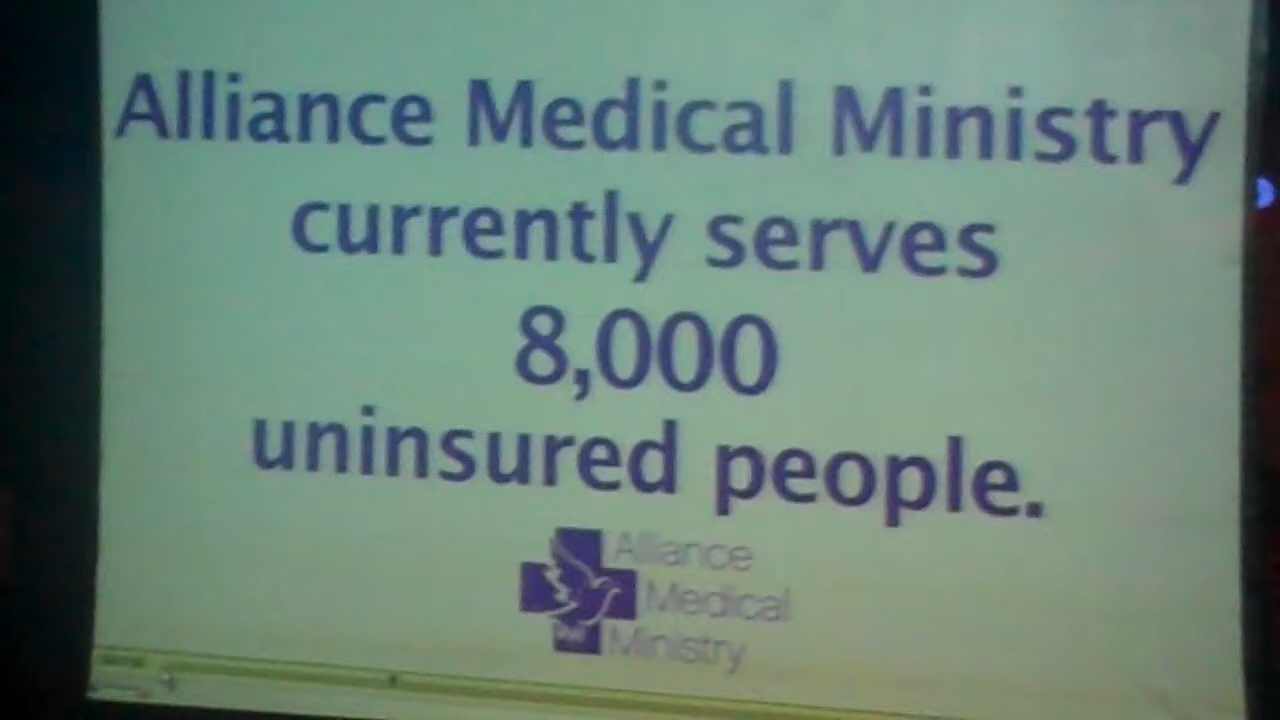 Alliance Medical Ministry
currently serves
8,000
uninsured people.
Alliance
Medical
Ministry